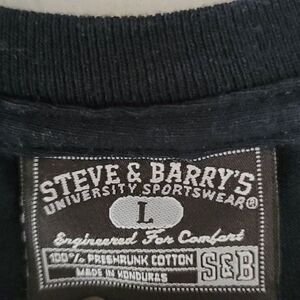 STEVE & BARRY'S
UNIVERSITY SPORTSWEAR®
L
Engineered For Comfort
100% PRESHRUNK COTTON
MADE IN HONDURAS
S&B